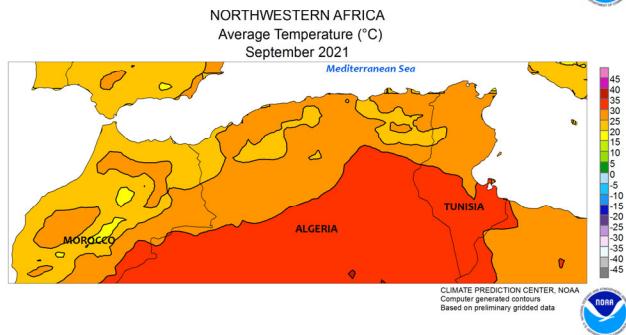 NORTHWESTERN AFRICA
Average Temperature (°C)
September 2021
Mediterranean Sea
45
40
35
30
25
20
15
10
5
0
-5
-10
-15
-20
-25
-30
-35
-40
-45
MOROCCO
ALGERIA
TUNISIA
CLIMATE PREDICTION CENTER, NOAA
Computer generated contours
Based on preliminary gridded data
NOAA